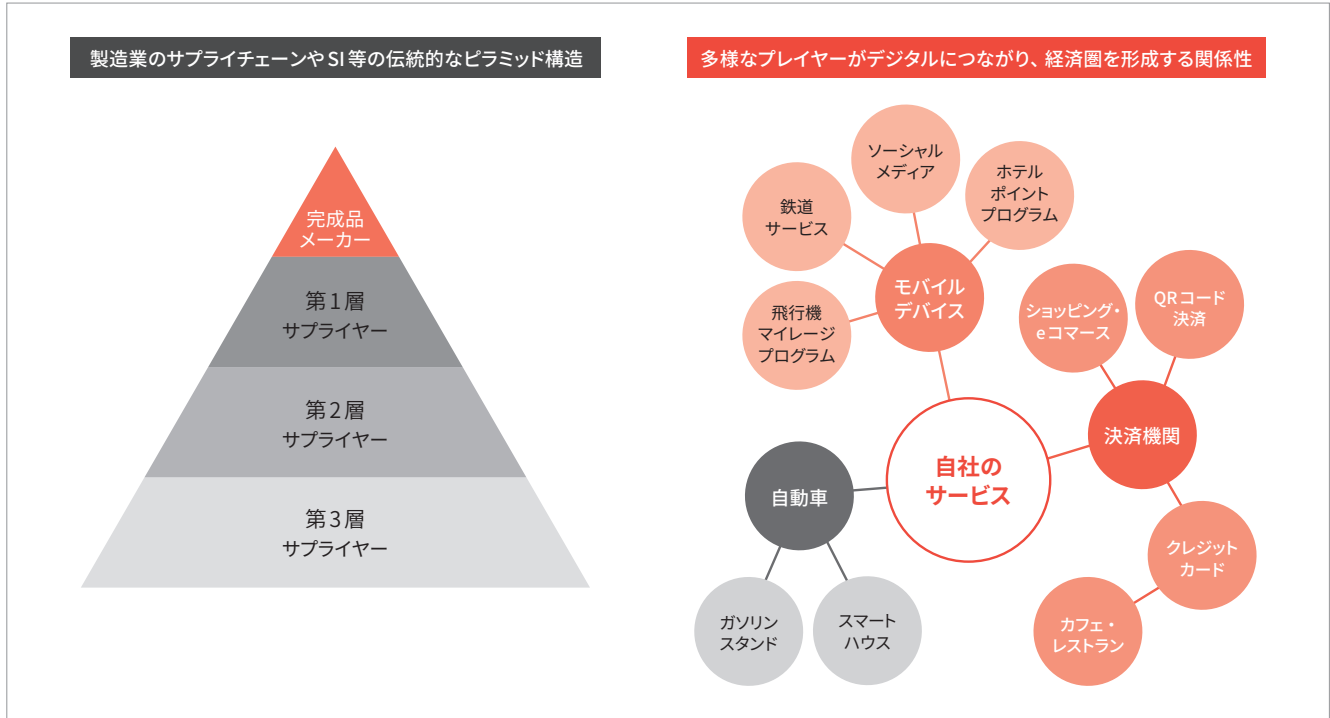 製造業のサプライチェーンやSI等の伝統的なピラミッド構造
完成品
メーカー
第1層
サプライヤー
第2層
サプライヤー
第3層
サプライヤー
多様なプレイヤーがデジタルにつながり、経済圏を形成する関係性
ソーシャル
メディア
ホテル
ポイント
プログラム
鉄道
サービス
モバイル
デバイス
飛行機
マイレージ
プログラム
ショッピング・
eコマース
QRコード
決済
決済機関
自社の
サービス
自動車
クレジット
カード
ガソリン
スタンド
スマート
ハウス
カフェ・
レストラン